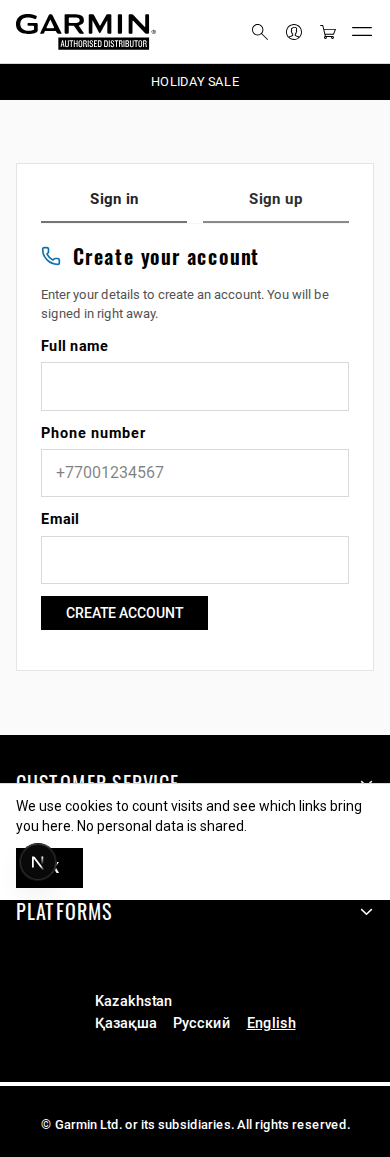 GARMIN
AUTHORISED DISTRIBUTOR
HOLIDAY SALE
Sign in Sign up
Create your account
Enter your details to create an account. You will be
signed in right away.
Full name
Phone number
+77001234567
Email
CREATE ACCOUNT
CUSTOMER SERVICE
We use cookies to count visits and see which links bring
you here. No personal data is shared.
PLATFORMS
Kazakhstan
Қазақша Русский English
© Garmin Ltd. or its subsidiaries. All rights reserved.